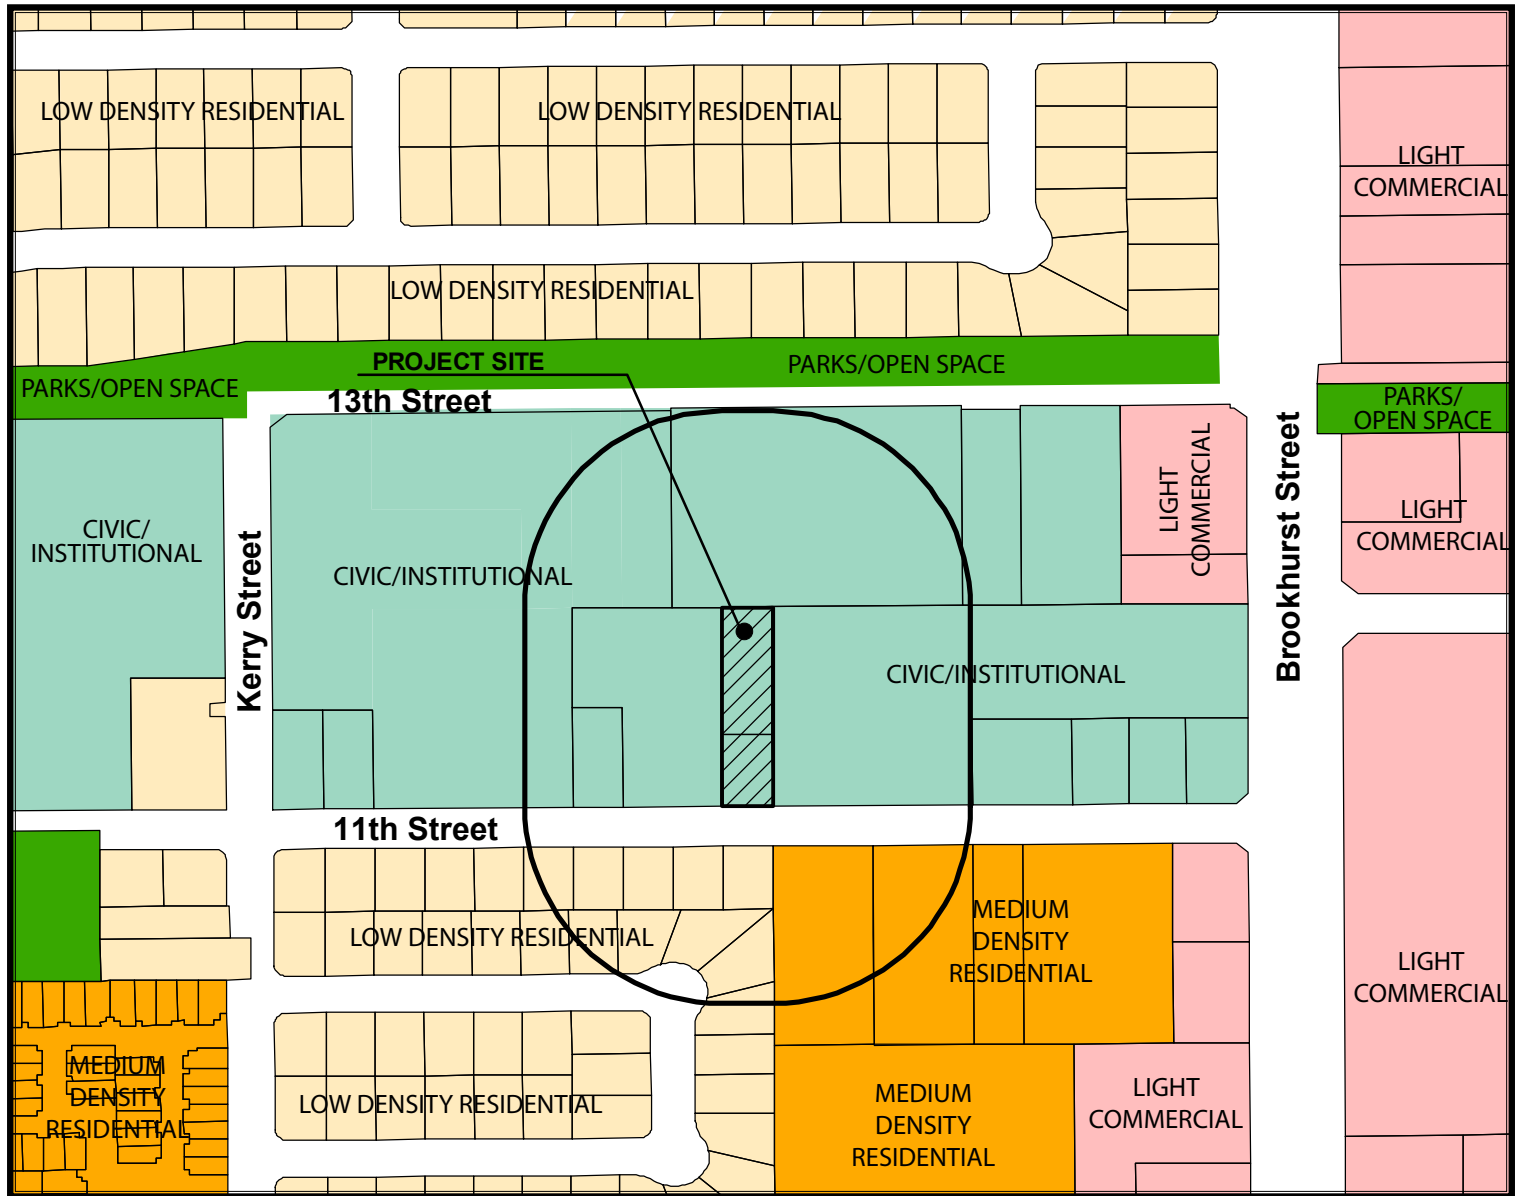 LOW DENSITY RESIDENTIAL
LOW DENSITY RESIDENTIAL
LIGHT
COMMERCIAL
LOW DENSITY RESIDENTIAL
PROJECT SITE
PARKS/OPEN SPACE
PARKS/OPEN SPACE
13th Street
PARKS/
OPEN SPACE
LIGHT
COMMERCIAL
Brookhurst Street
LIGHT
COMMERCIAL
CIVIC/
INSTITUTIONAL
Kerry Street
CIVIC/INSTITUTIONAL
CIVIC/INSTITUTIONAL
11th Street
LOW DENSITY RESIDENTIAL
MEDIUM
DENSITY
RESIDENTIAL
LIGHT
COMMERCIAL
MEDIUM
DENSITY
RESIDENTIAL
LOW DENSITY RESIDENTIAL
MEDIUM
DENSITY
RESIDENTIAL
LIGHT
COMMERCIAL